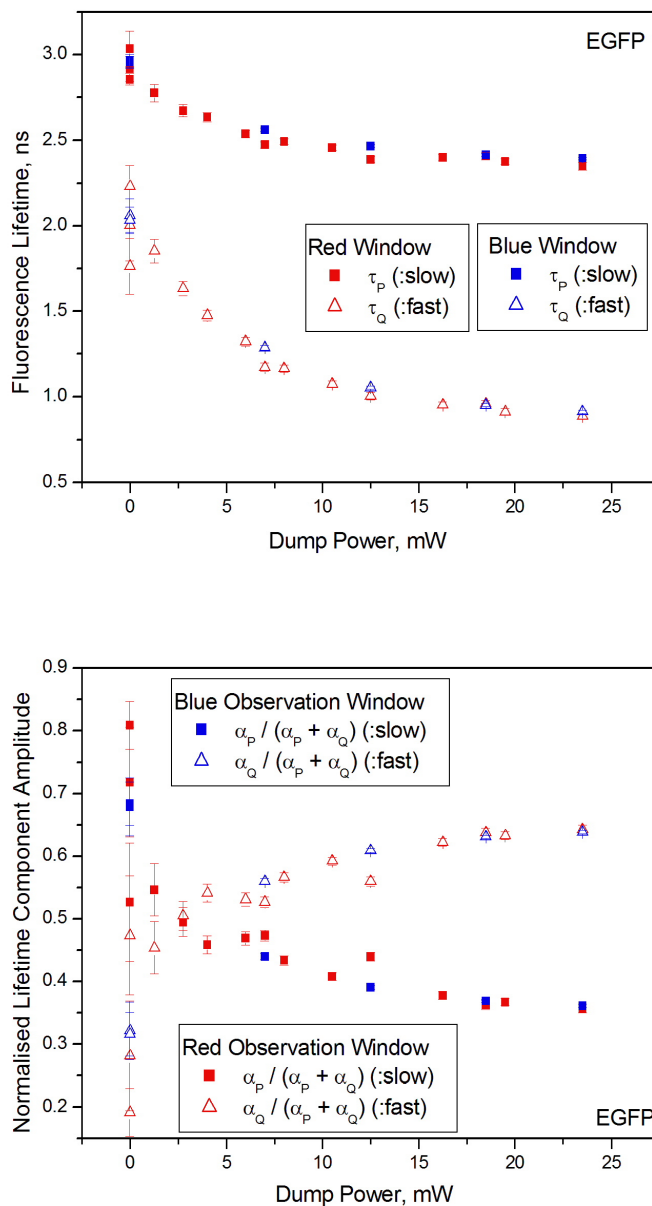 EGFP
3.0
2.5
2.0
1.5
1.0
0.5
Fluorescence Lifetime, ns
Red Window
τP (:slow)
τQ (:fast)
Blue Window
τP (:slow)
τQ (:fast)
0 5 10 15 20 25
Dump Power, mW
0.9
0.8
0.7
0.6
0.5
0.4
0.3
0.2
Normalised Lifetime Component Amplitude
Blue Observation Window
αP / (αP + αQ) (:slow)
αQ / (αP + αQ) (:fast)
Red Observation Window
αP / (αP + αQ) (:slow)
αQ / (αP + αQ) (:fast)
EGFP
0 5 10 15 20 25
Dump Power, mW